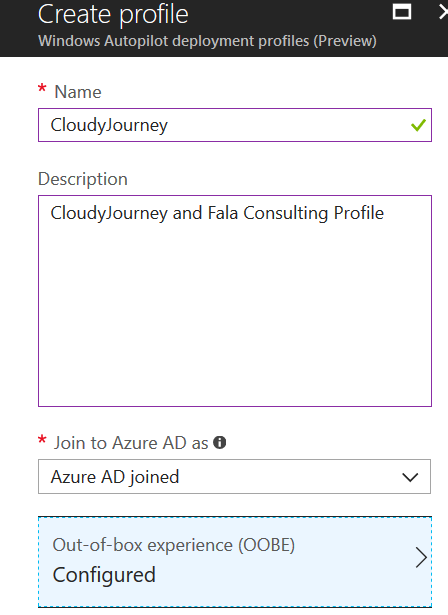 Create profile
Windows Autopilot deployment profiles (Preview)
* Name
CloudyJourney
Description
CloudyJourney and Fala Consulting Profile
* Join to Azure AD as
Azure AD joined
Out-of-box experience (OOBE)
Configured